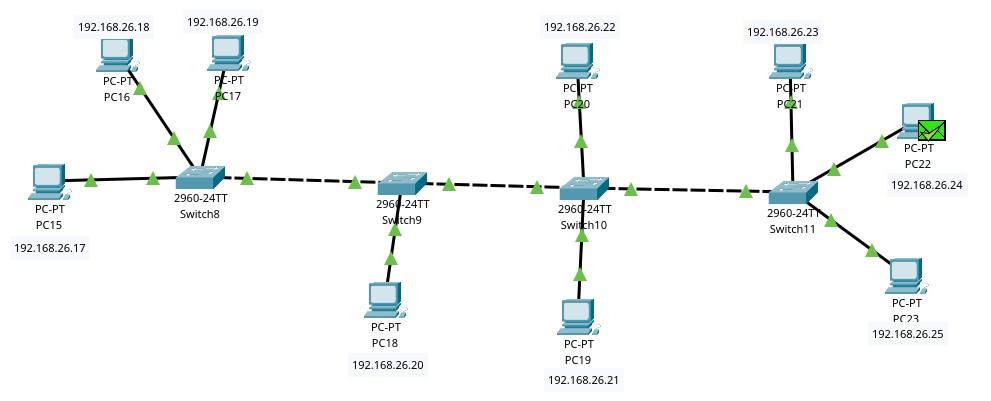 192.168.26.18
PC-PT
PC16
192.168.26.19
PC-PT
PC17
PC-PT
PC15
192.168.26.17
2960-24TT
Switch8
2960-24TT
Switch9
PC-PT
PC18
192.168.26.20
192.168.26.22
PC-PT
PC20
2960-24TT
Switch10
PC-PT
PC19
192.168.26.21
192.168.26.23
PC-PT
PC21
2960-24TT
Switch11
PC-PT
PC22
192.168.26.24
PC-PT
PC23
192.168.26.25